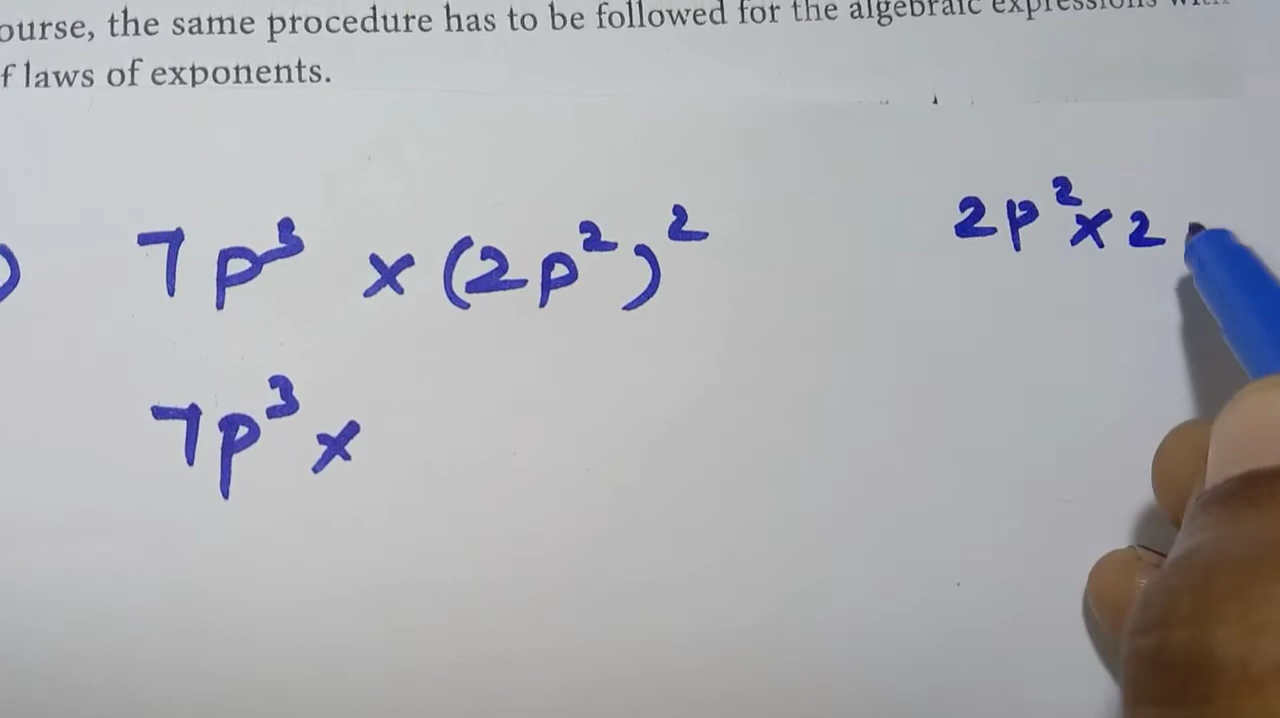 ourse, the same procedure has to be followed for the algebraic expressions with
f laws of exponents.
) 7p³ × (2p²)² 2p² × 2
7p³ ×